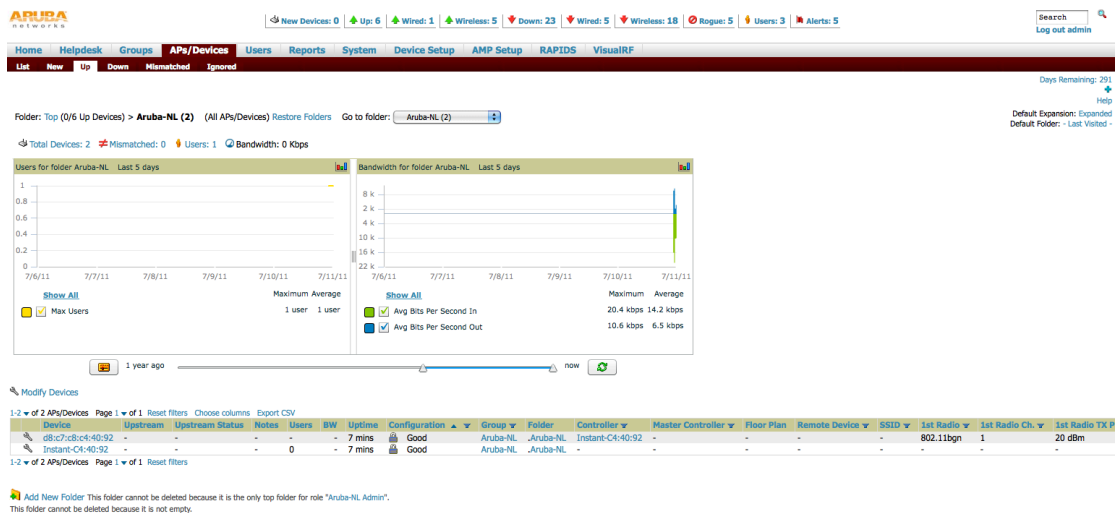 ARUBA
networks
New Devices: 0 Up: 6 Wired: 1 Wireless: 5 Down: 23 Wired: 5 Wireless: 18 Rogue: 5 Users: 3 Alerts: 5
Search
Log out admin
Home Helpdesk Groups APs/Devices Users Reports System Device Setup AMP Setup RAPIDS VisualRF
List New Up Down Mismatched Ignored
Days Remaining: 291
Help
Default Expansion: Expanded
Default Folder: - Last Visited -
Folder: Top (0/6 Up Devices) > Aruba-NL (2) (All APs/Devices) Restore Folders Go to folder: Aruba-NL (2)
Total Devices: 2 Mismatched: 0 Users: 1 Bandwidth: 0 Kbps
Users for folder Aruba-NL Last 5 days
1
0.8
0.6
0.4
0.2
0
7/6/11 7/7/11 7/8/11 7/9/11 7/10/11 7/11/11
Show All Maximum Average
Max Users 1 user 1 user
Bandwidth for folder Aruba-NL Last 5 days
8 k
2 k
4 k
10 k
16 k
22 k
7/6/11 7/7/11 7/8/11 7/9/11 7/10/11 7/11/11
Show All Maximum Average
Avg Bits Per Second In 20.4 kbps 14.2 kbps
Avg Bits Per Second Out 10.6 kbps 6.5 kbps
1 year ago now
Modify Devices
1-2 of 2 APs/Devices Page 1 of 1 Reset filters Choose columns Export CSV
Device Upstream Upstream Status Notes Users BW Uptime Configuration Group Folder Controller Master Controller Floor Plan Remote Device SSID 1st Radio 1st Radio Ch. 1st Radio TX P
d8:c7:c8:c4:40:92 - - - - - 7 mins Good Aruba-NL Aruba-NL Instant-C4:40:92 - - - - 802.11bgn 1 20 dBm
Instant-C4:40:92 - - - 0 - 7 mins Good Aruba-NL Aruba-NL - - - - - - - -
1-2 of 2 APs/Devices Page 1 of 1 Reset filters
Add New Folder This folder cannot be deleted because it is the only top folder for role "Aruba-NL Admin".
This folder cannot be deleted because it is not empty.